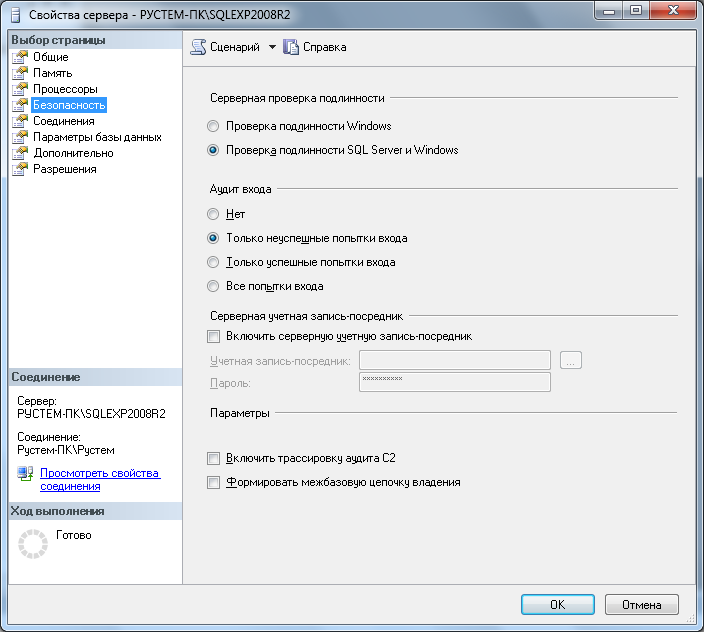 Свойства сервера - РУСТЕМ-ПК\SQLEXP2008R2
Выбор страницы
Общие
Память
Процессоры
Безопасность
Соединения
Параметры базы данных
Дополнительно
Разрешения
Соединение
Сервер:
РУСТЕМ-ПК\SQLEXP2008R2
Соединение:
Рустем-ПК\Рустем
Просмотреть свойства
соединения
Ход выполнения
Готово
Сценарий
Справка
Серверная проверка подлинности
Проверка подлинности Windows
Проверка подлинности SQL Server и Windows
Аудит входа
Нет
Только неуспешные попытки входа
Только успешные попытки входа
Все попытки входа
Серверная учетная запись-посредник
Включить серверную учетную запись-посредник
Учетная запись-посредник:
...
Пароль:
**********
Параметры
Включить трассировку аудита C2
Формировать межбазовую цепочку владения
OK
Отмена